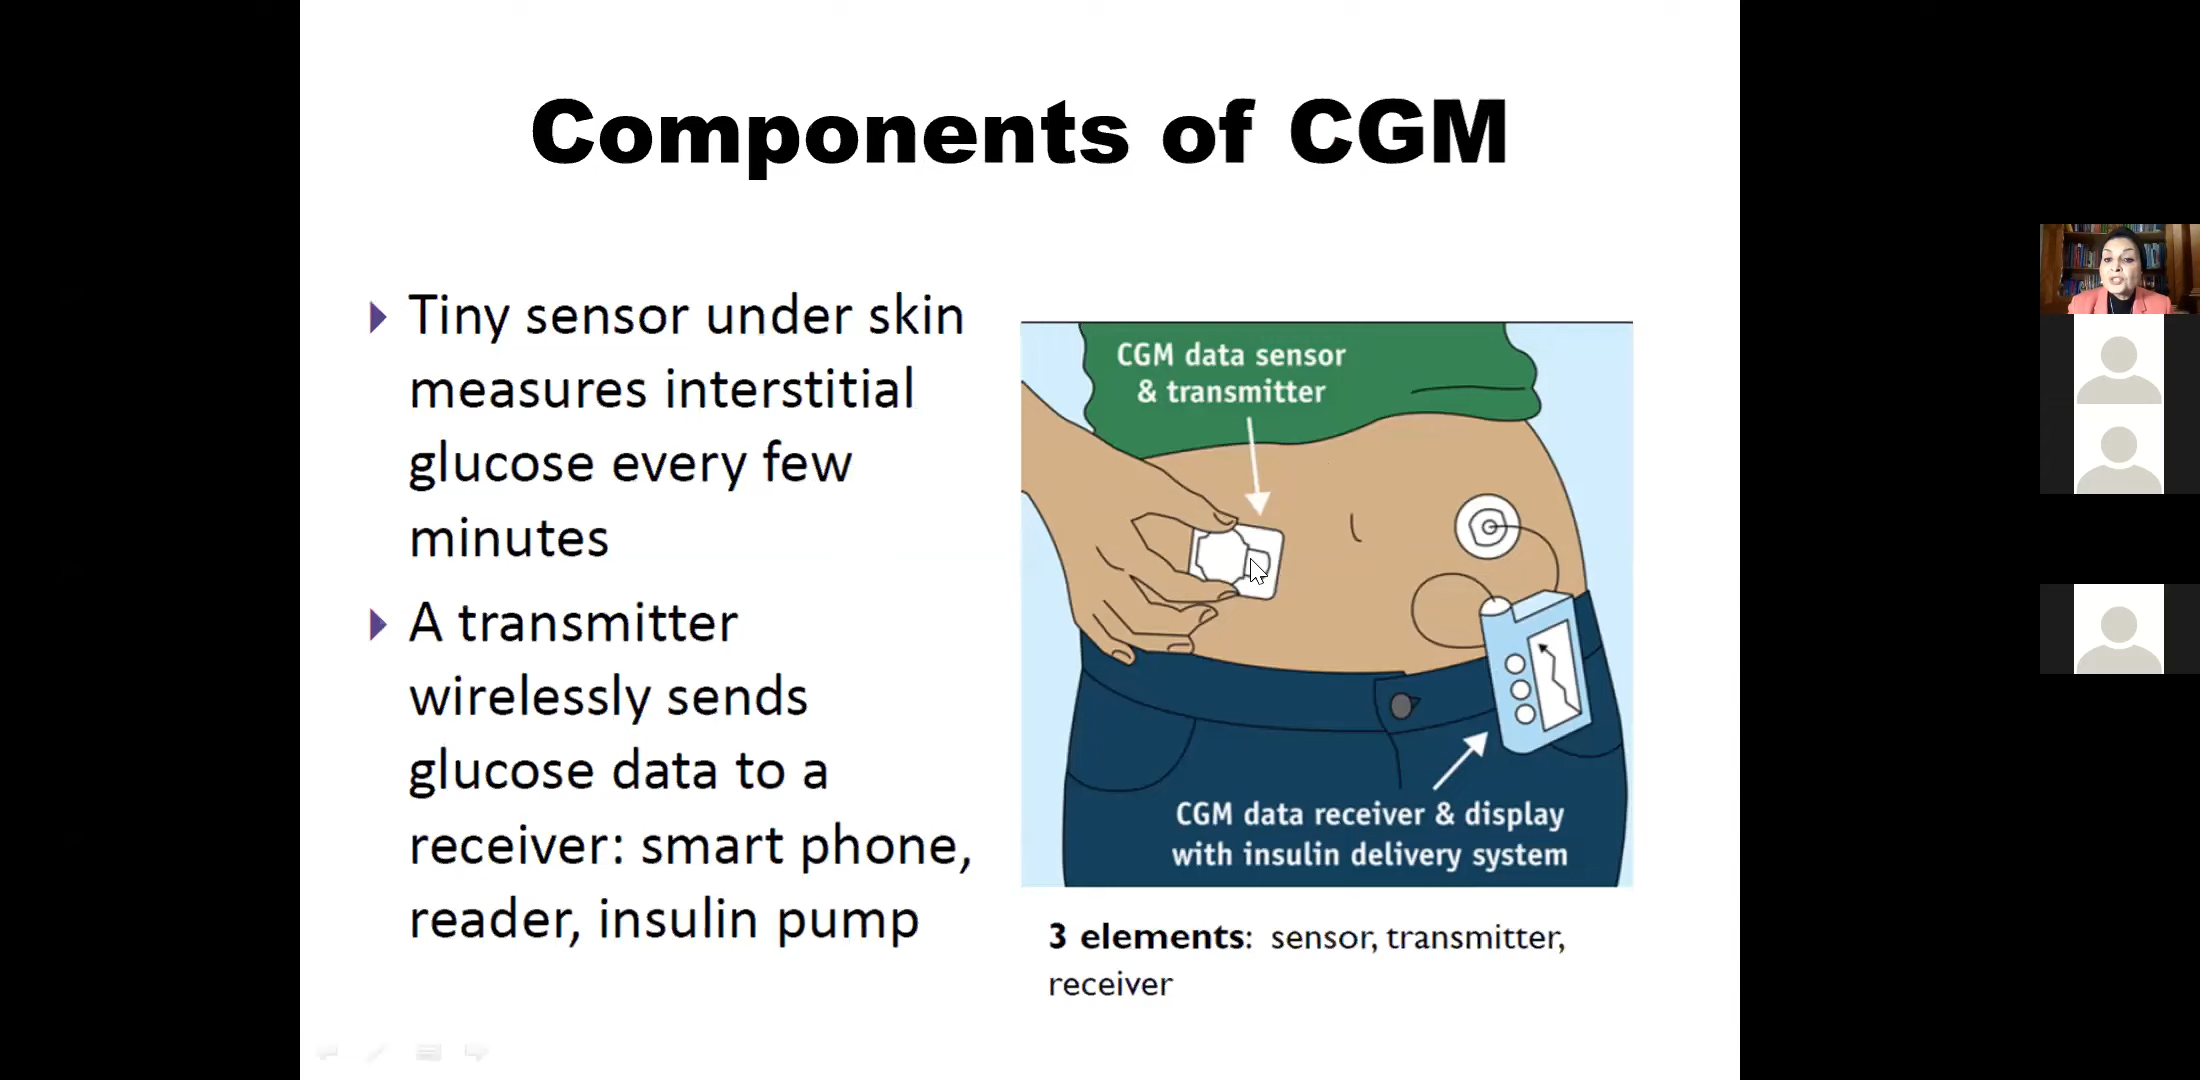 Components of CGM
Tiny sensor under skin
measures interstitial
glucose every few
minutes
A transmitter
wirelessly sends
glucose data to a
receiver: smart phone,
reader, insulin pump
CGM data sensor
& transmitter
CGM data receiver & display
with insulin delivery system
3 elements: sensor, transmitter,
receiver